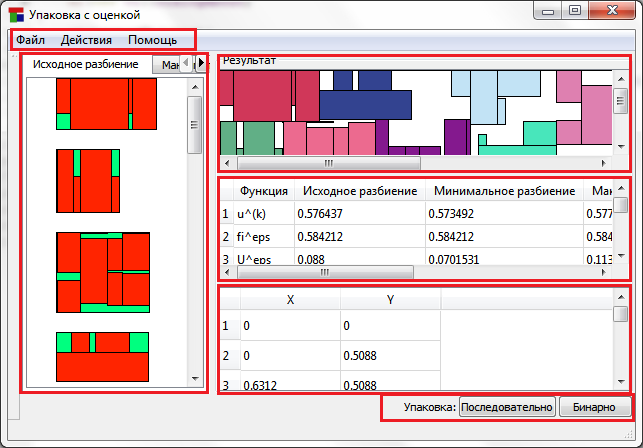 Упаковка с оценкой
Файл Действия Помощь
Исходное разбиение
Результат
Функция Исходное разбиение Минимальное разбиение
1 u^(k) 0.576437 0.573492 0.577
2 fi^eps 0.584212 0.584212 0.584
3 U^eps 0.088 0.0701531 0.113
X Y
1 0 0
2 0 0.5088
3 0.6312 0.5088
Упаковка: Последовательно Бинарно